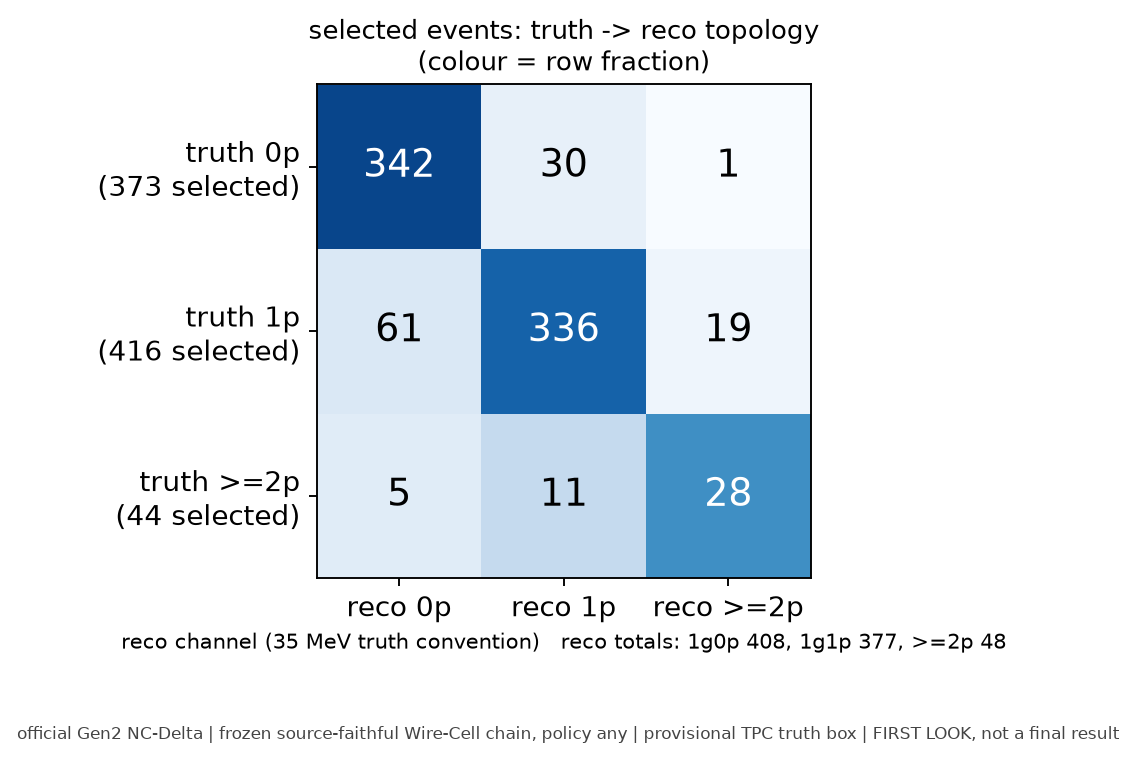 selected events: truth -> reco topology
(colour = row fraction)
truth 0p
(373 selected)
342 30 1
truth 1p
(416 selected)
61 336 19
truth >=2p
(44 selected)
5 11 28
reco 0p reco 1p reco >=2p
reco channel (35 MeV truth convention)   reco totals: 1g0p 408, 1g1p 377, >=2p 48
official Gen2 NC-Delta | frozen source-faithful Wire-Cell chain, policy any | provisional TPC truth box | FIRST LOOK, not a final result